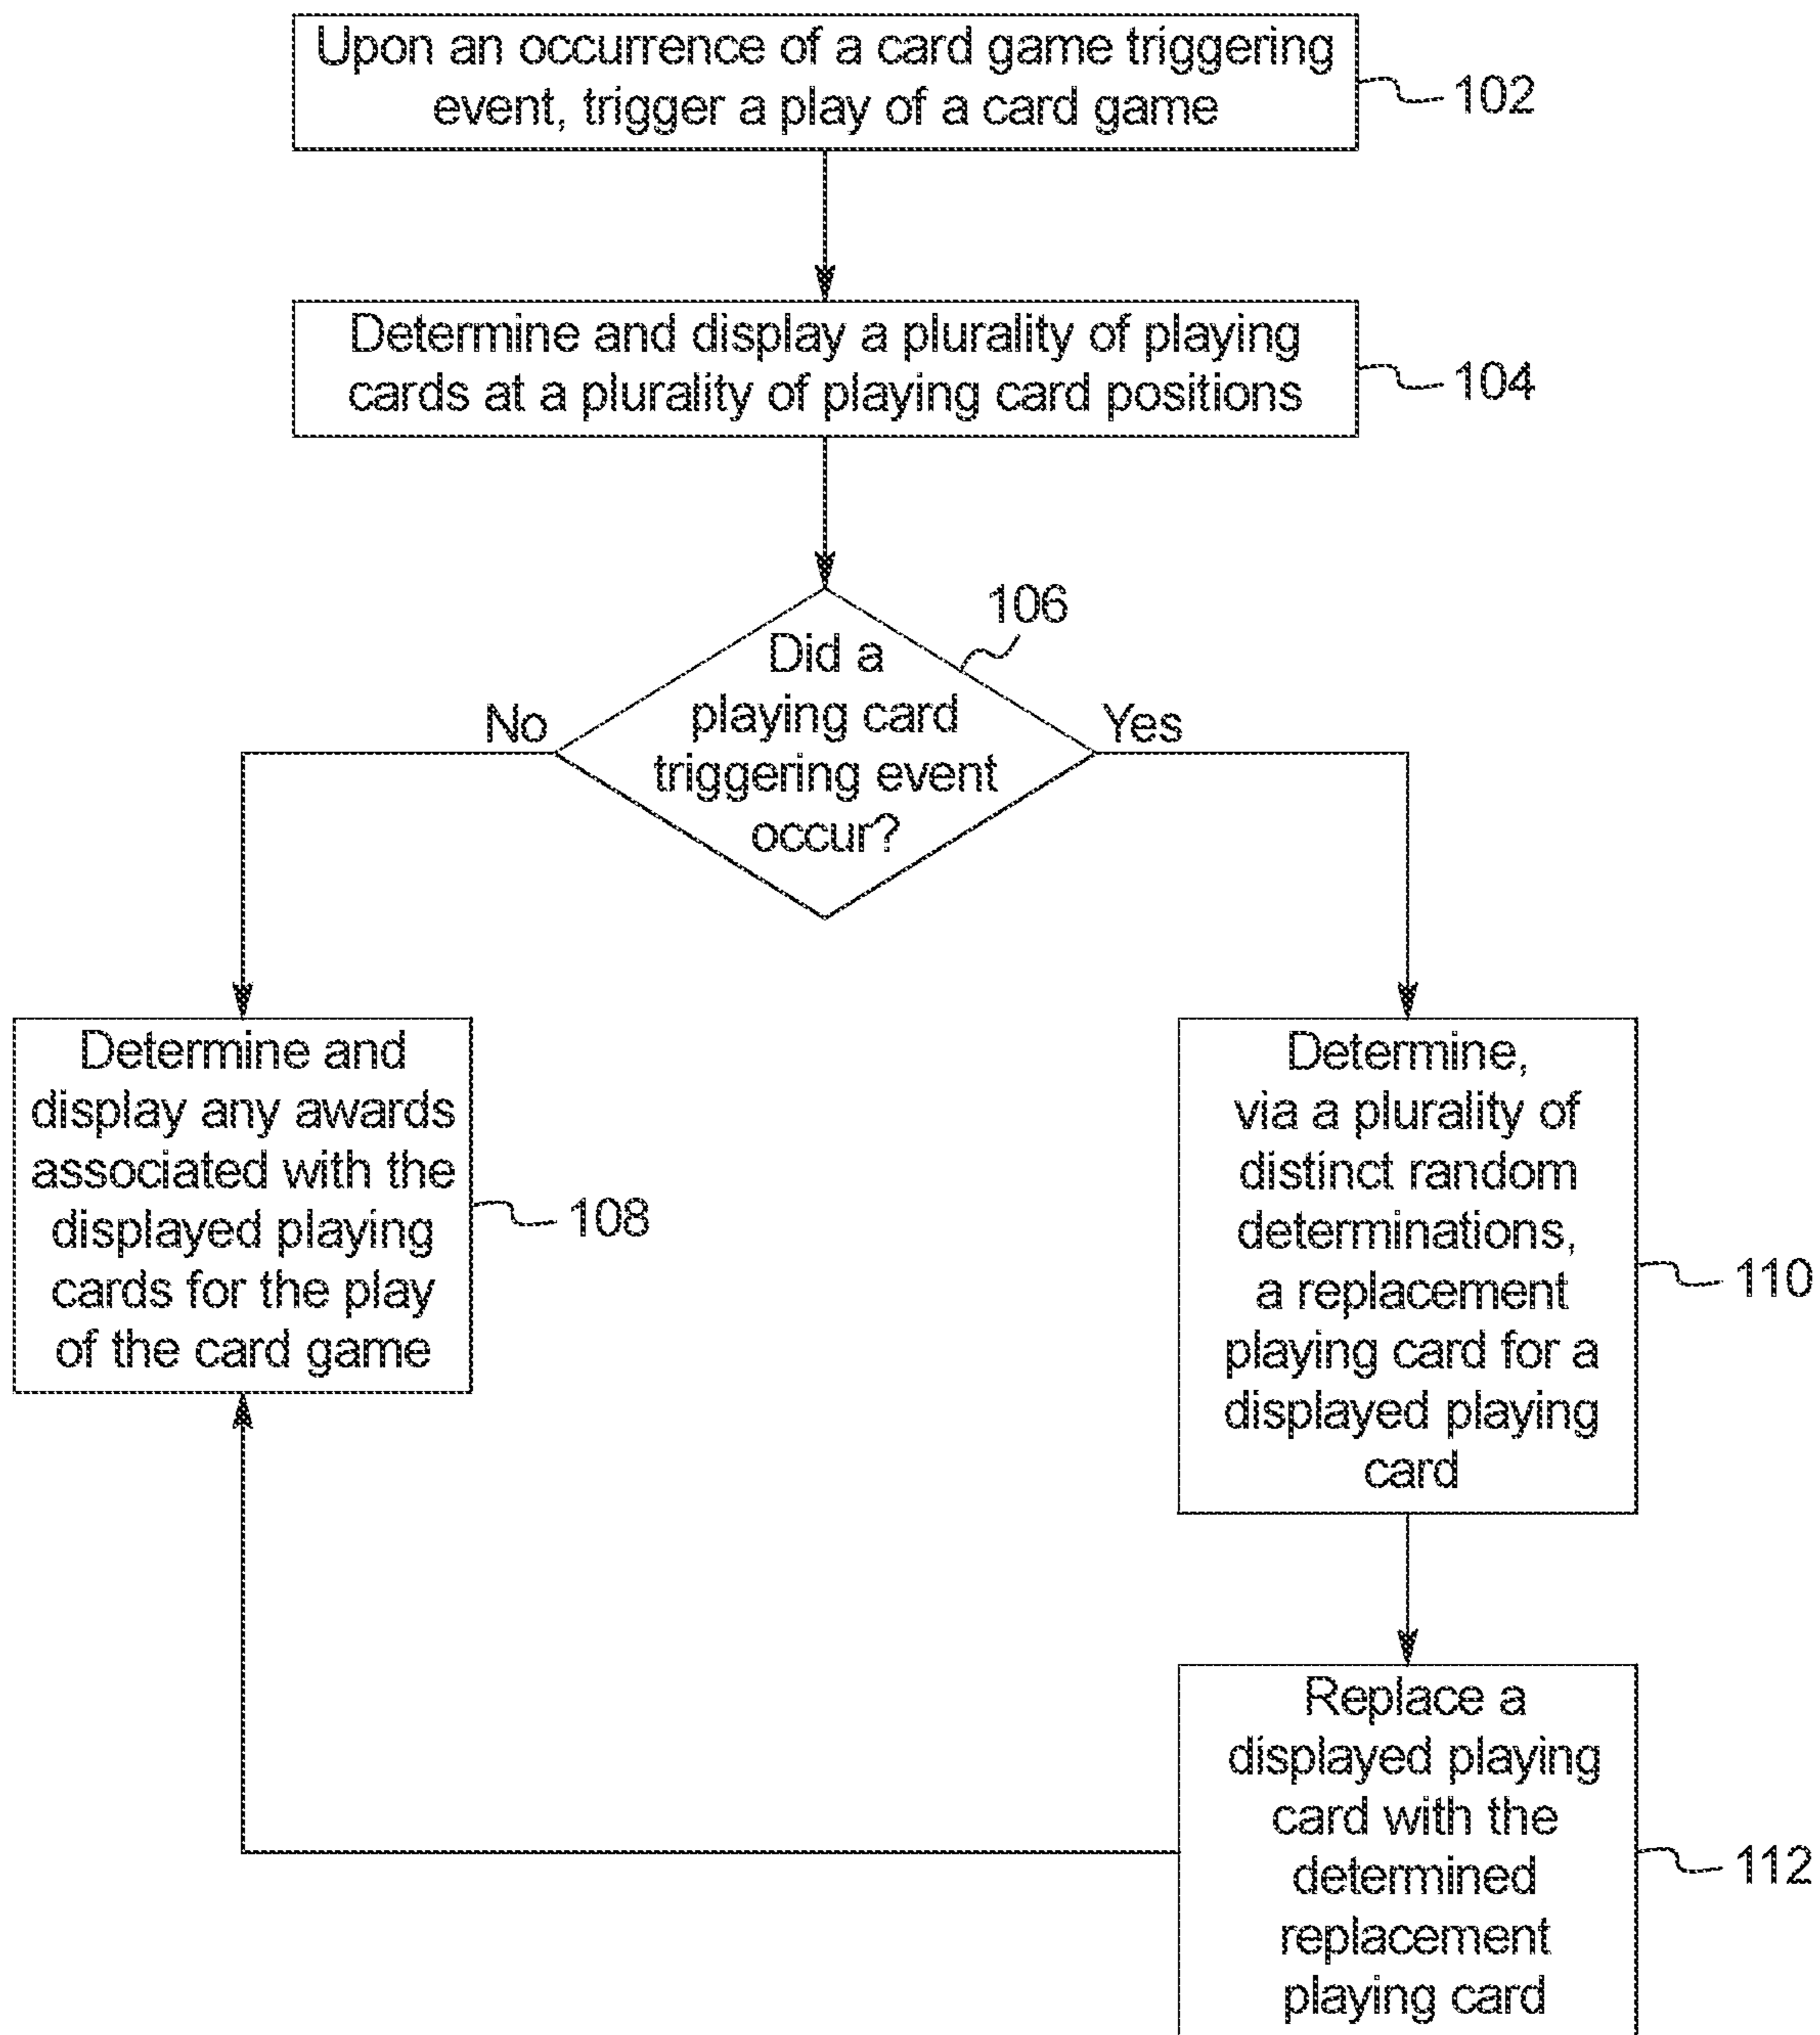 Upon an occurrence of a card game triggering
event, trigger a play of a card game
102
Determine and display a plurality of playing
cards at a plurality of playing card positions
104
106
Did a
playing card
triggering event
occur?
No
Yes
Determine and
display any awards
associated with the
displayed playing
cards for the play
of the card game
108
Determine,
via a plurality of
distinct random
determinations,
a replacement
playing card for a
displayed playing
card
110
Replace a
displayed playing
card with the
determined
replacement
playing card
112